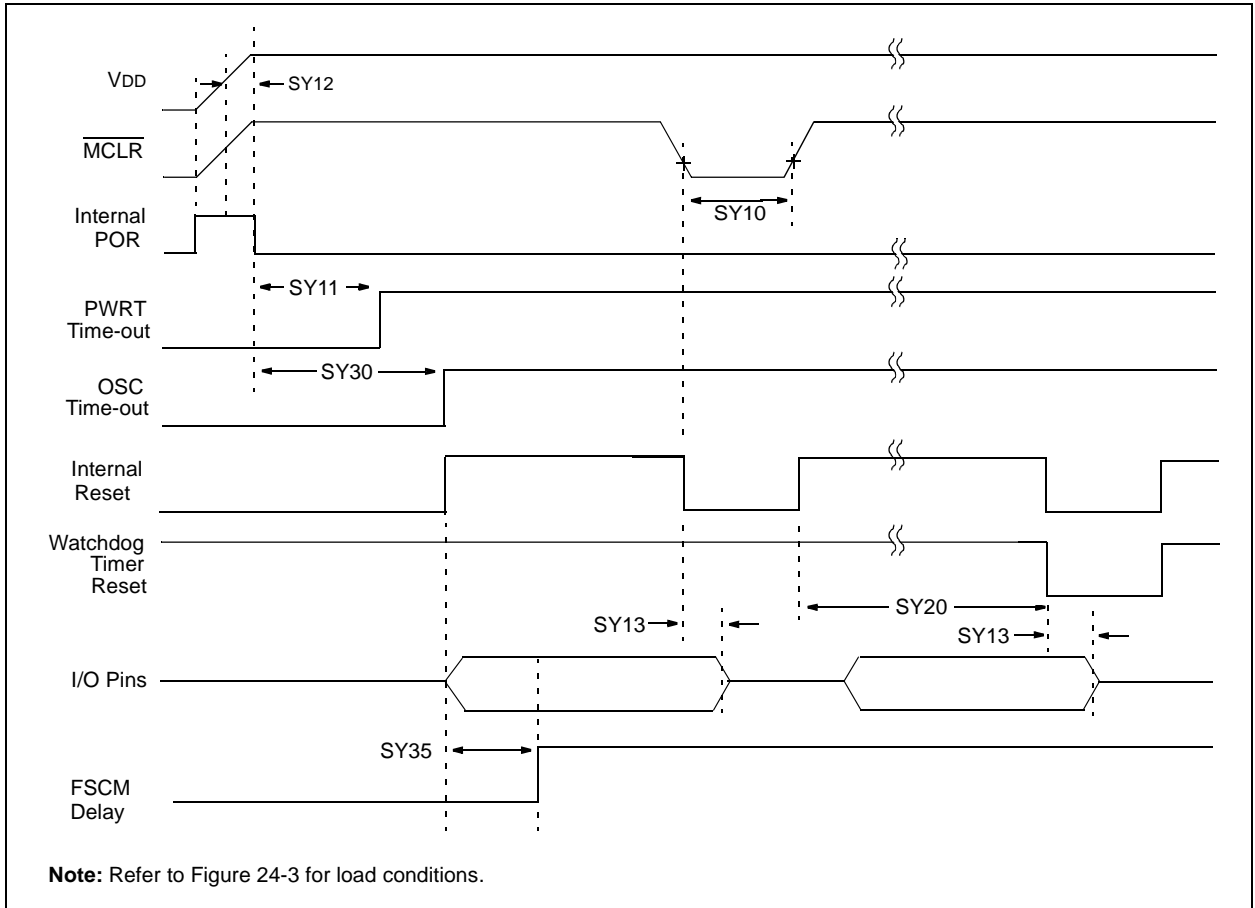 VDD
SY12
MCLR
SY10
Internal
POR
SY11
PWRT
Time-out
SY30
OSC
Time-out
Internal
Reset
Watchdog
Timer
Reset
SY20
SY13
SY13
I/O Pins
SY35
FSCM
Delay
Note: Refer to Figure 24-3 for load conditions.